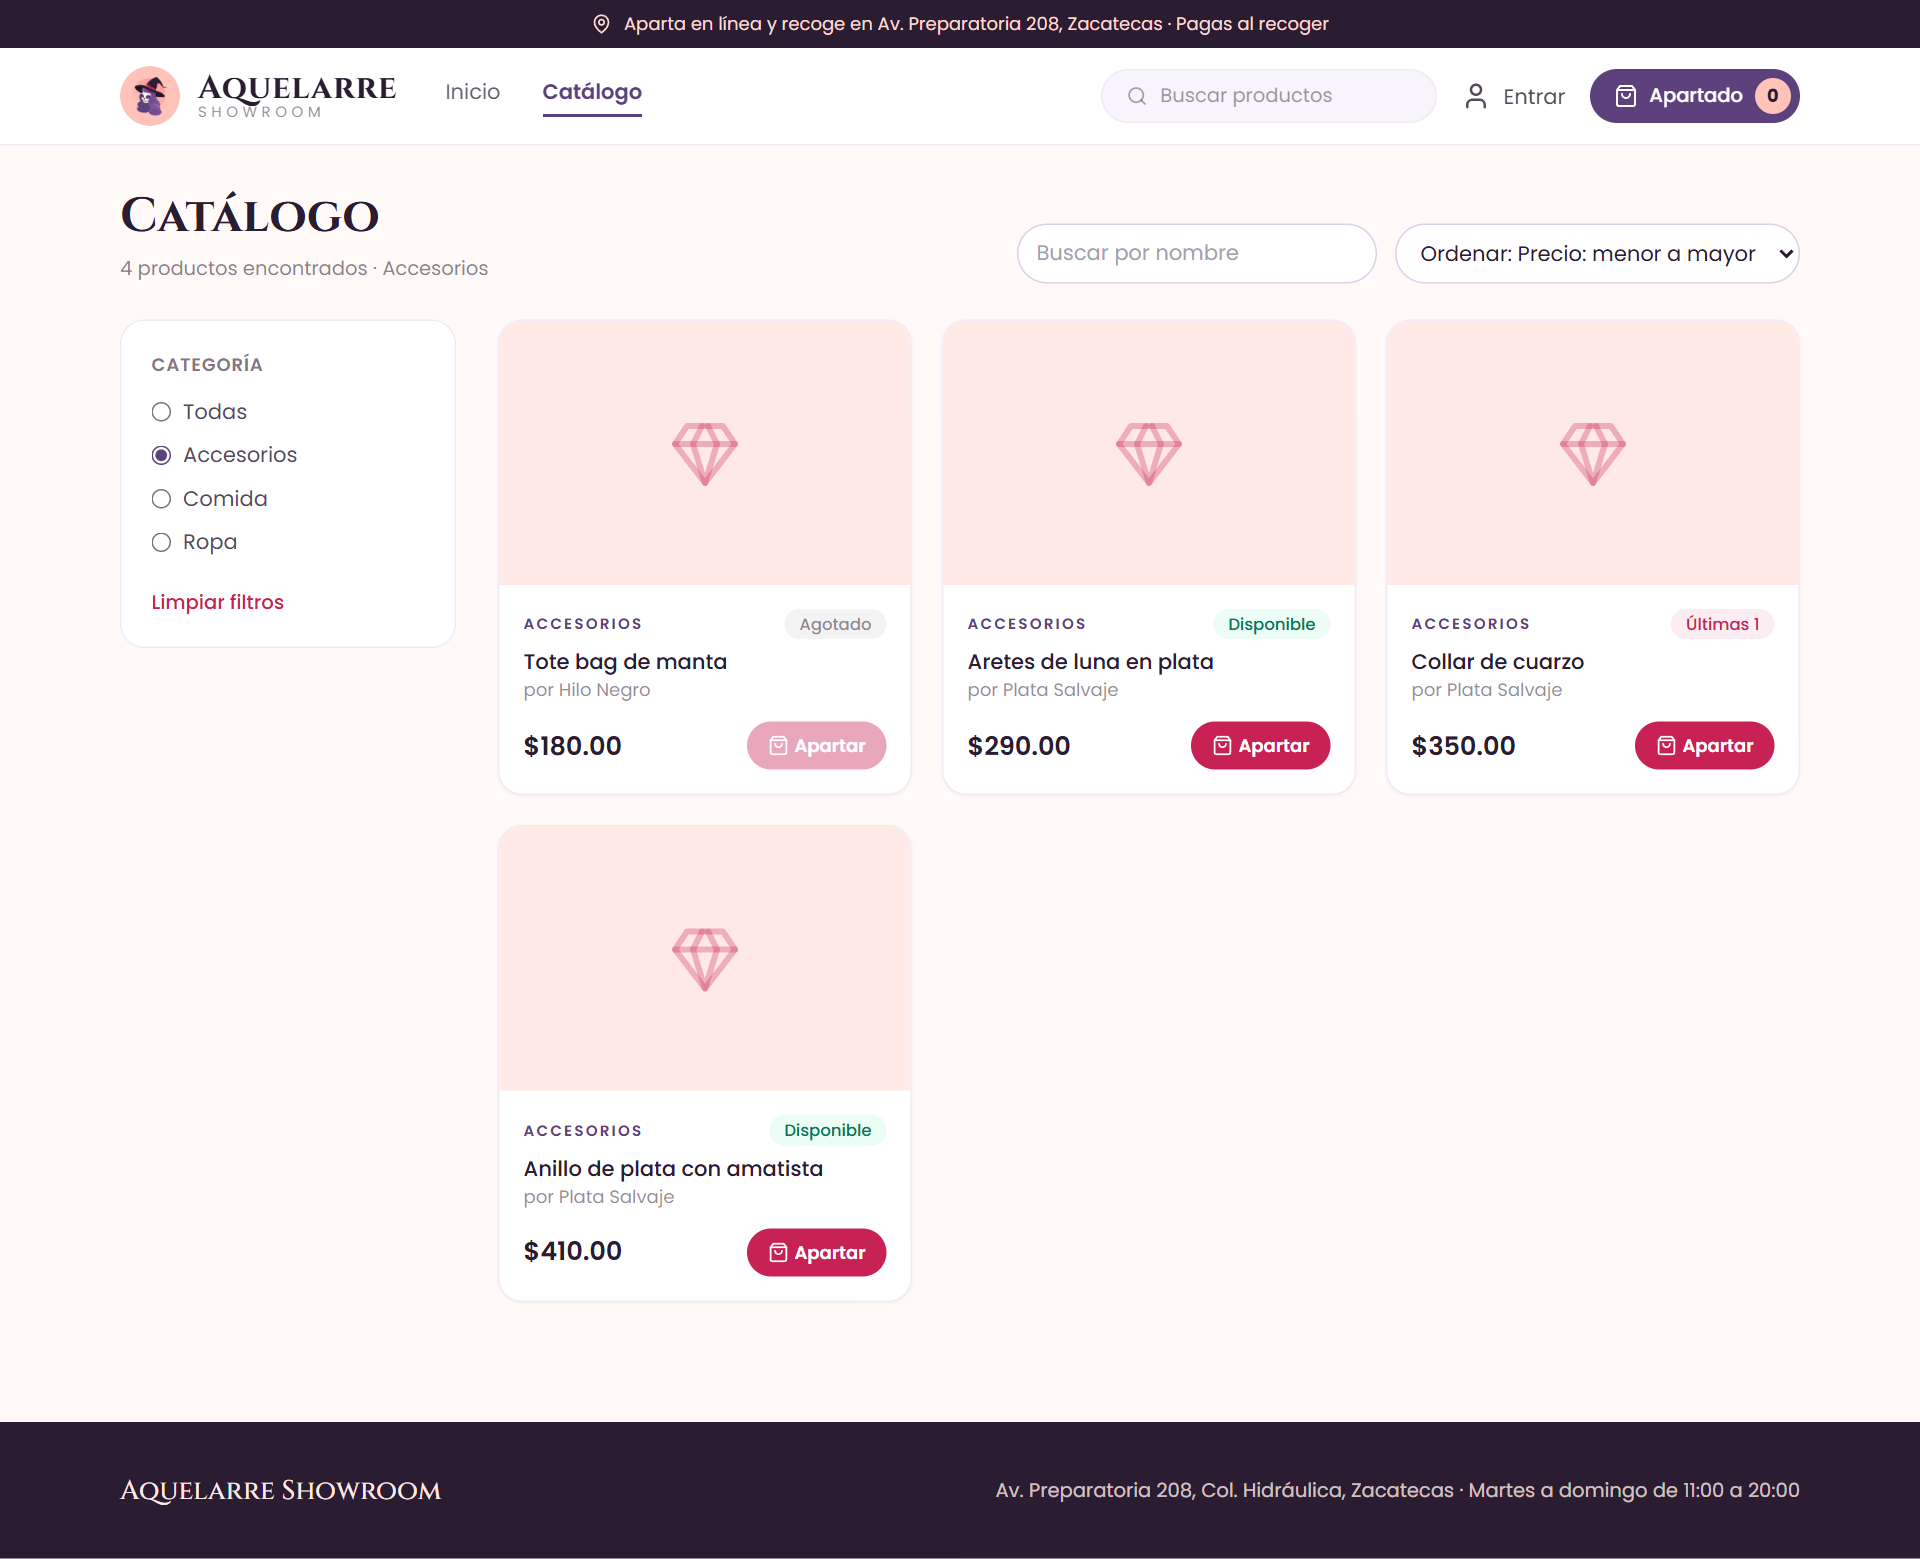 Aparta en línea y recoge en Av. Preparatoria 208, Zacatecas · Pagas al recoger
Aquelarre
SHOWROOM
Inicio
Catálogo
Buscar productos
Entrar
Apartado 0
Catálogo
4 productos encontrados · Accesorios
Buscar por nombre
Ordenar: Precio: menor a mayor
CATEGORÍA
Todas
Accesorios
Comida
Ropa
Limpiar filtros
ACCESORIOS
Agotado
Tote bag de manta
por Hilo Negro
$180.00
Apartar
ACCESORIOS
Disponible
Aretes de luna en plata
por Plata Salvaje
$290.00
Apartar
ACCESORIOS
Últimas 1
Collar de cuarzo
por Plata Salvaje
$350.00
Apartar
ACCESORIOS
Disponible
Anillo de plata con amatista
por Plata Salvaje
$410.00
Apartar
Aquelarre Showroom
Av. Preparatoria 208, Col. Hidráulica, Zacatecas · Martes a domingo de 11:00 a 20:00